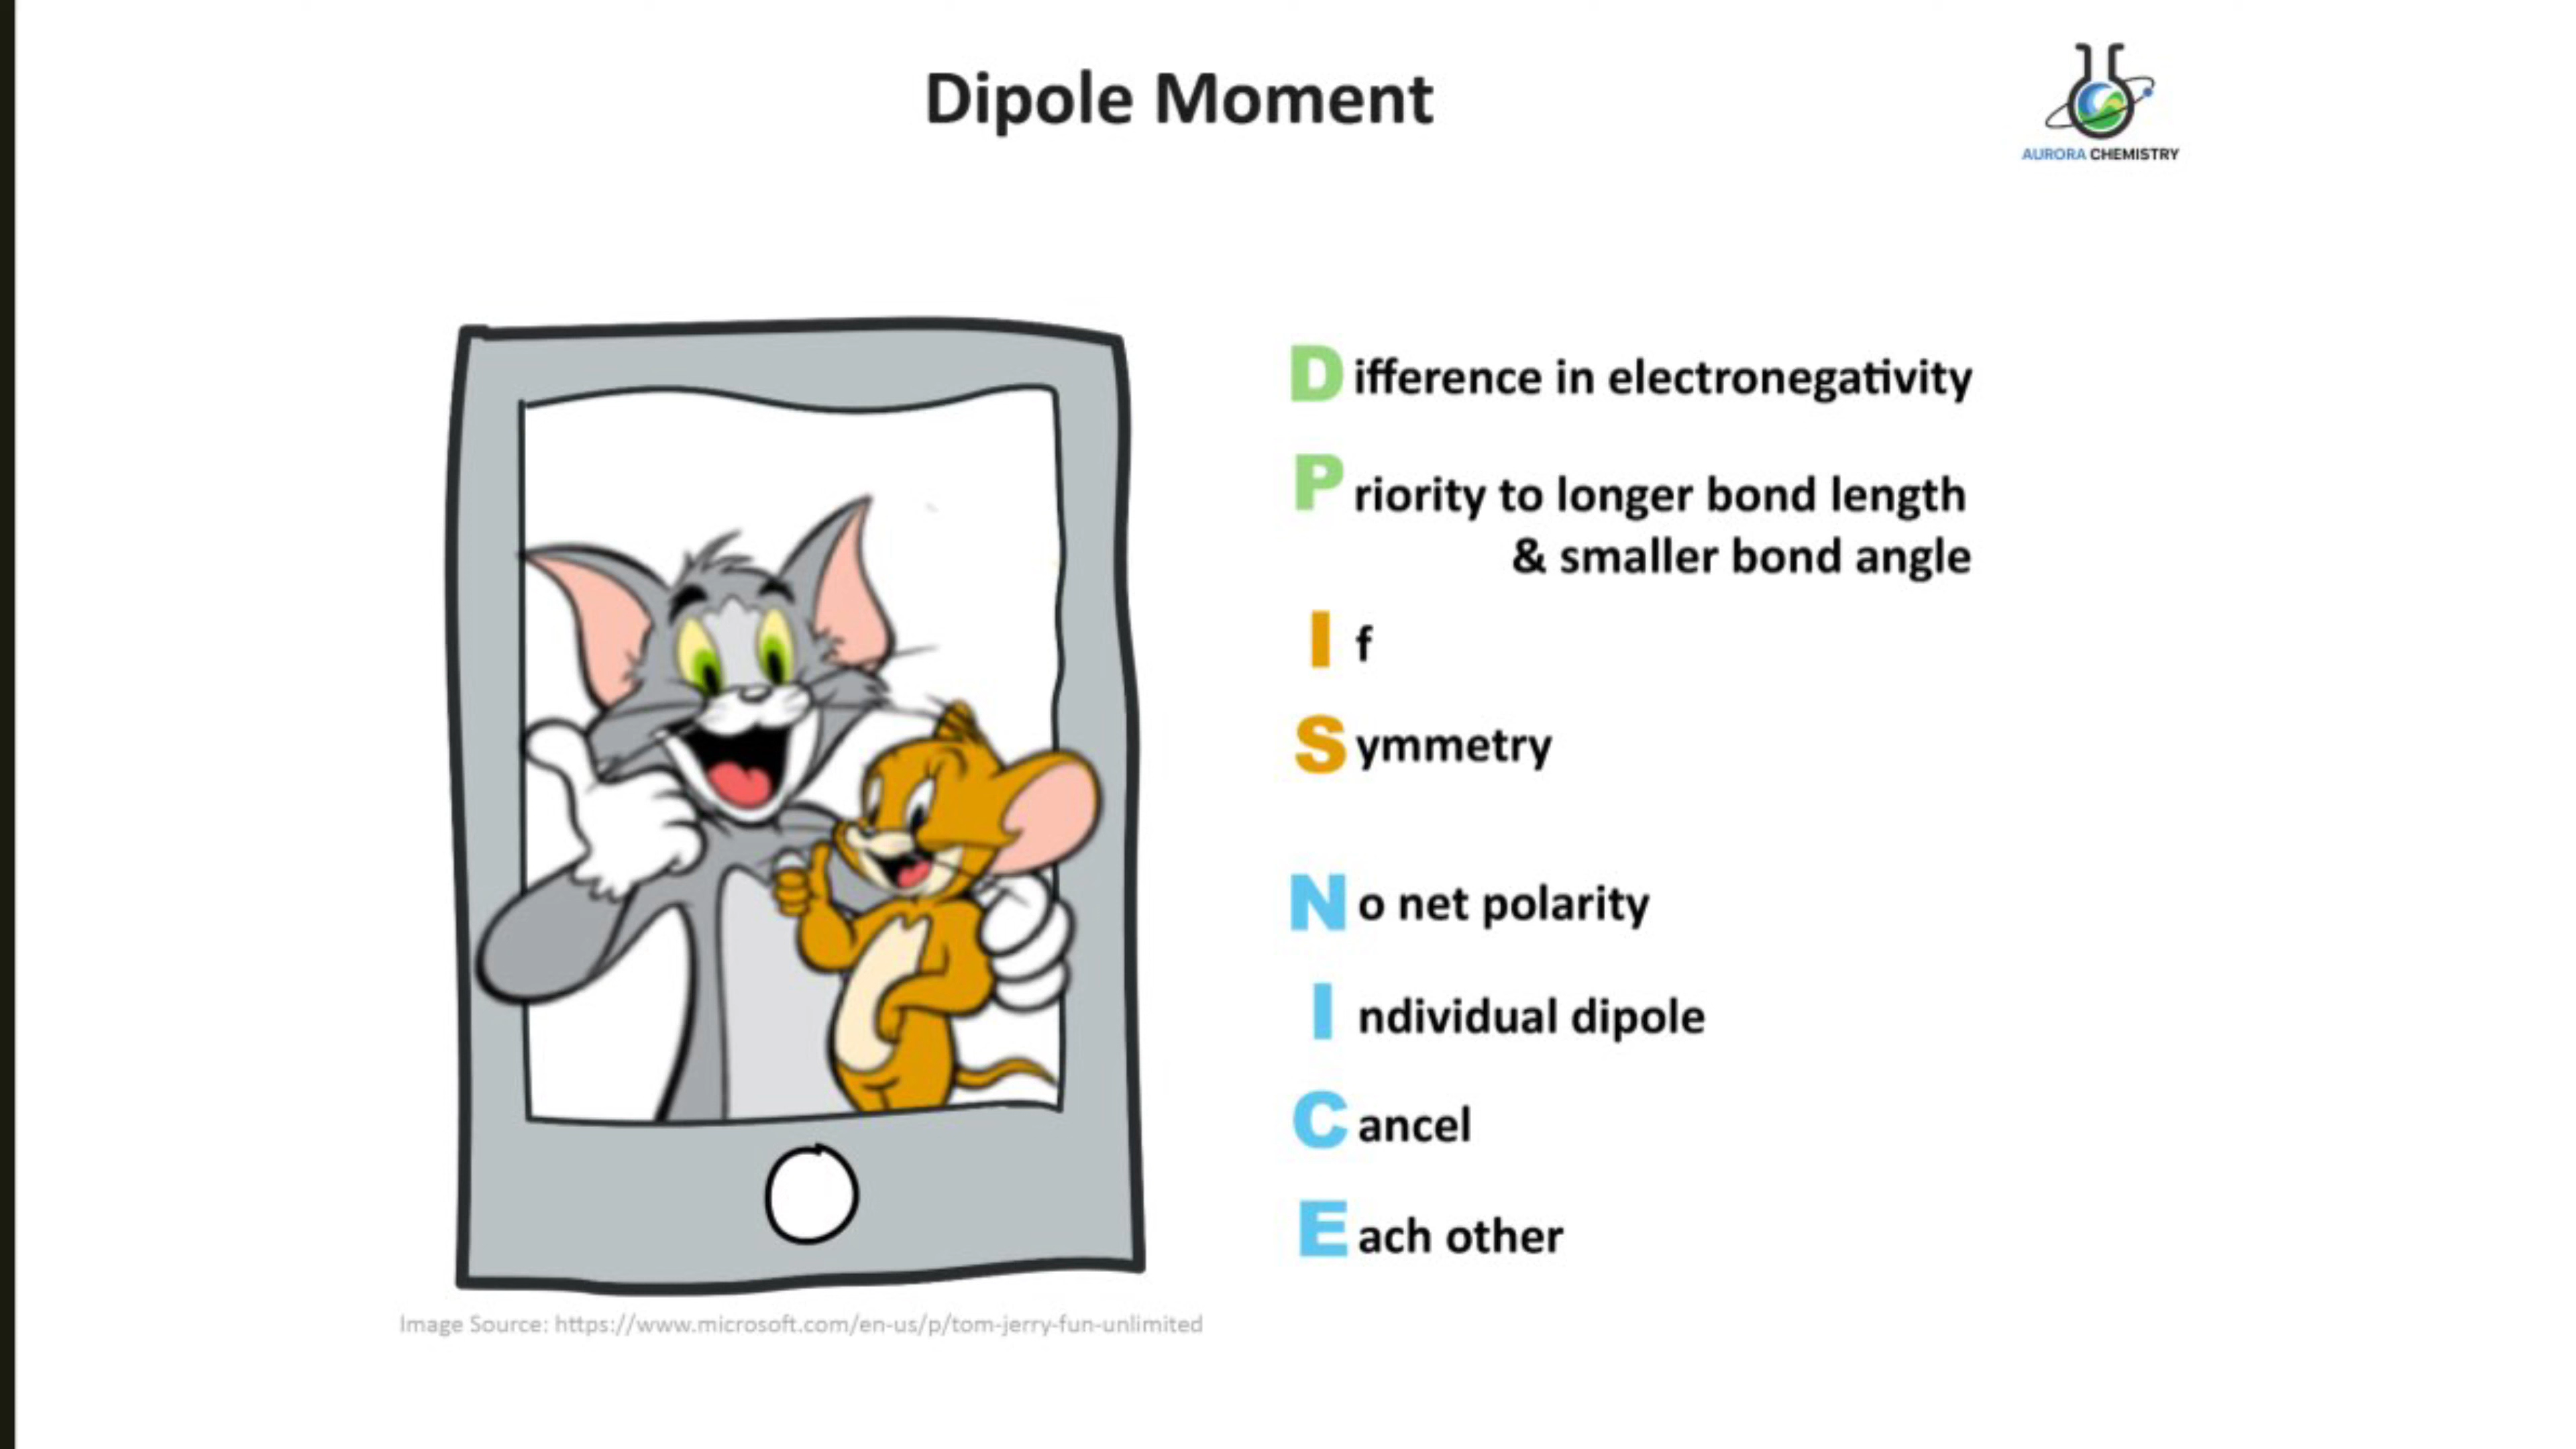 Dipole Moment
AURORA CHEMISTRY
Difference in electronegativity
Priority to longer bond length
& smaller bond angle
If
Symmetry
No net polarity
Individual dipole
Cancel
Each other
Image Source: https://www.microsoft.com/en-us/p/tom-jerry-fun-unlimited